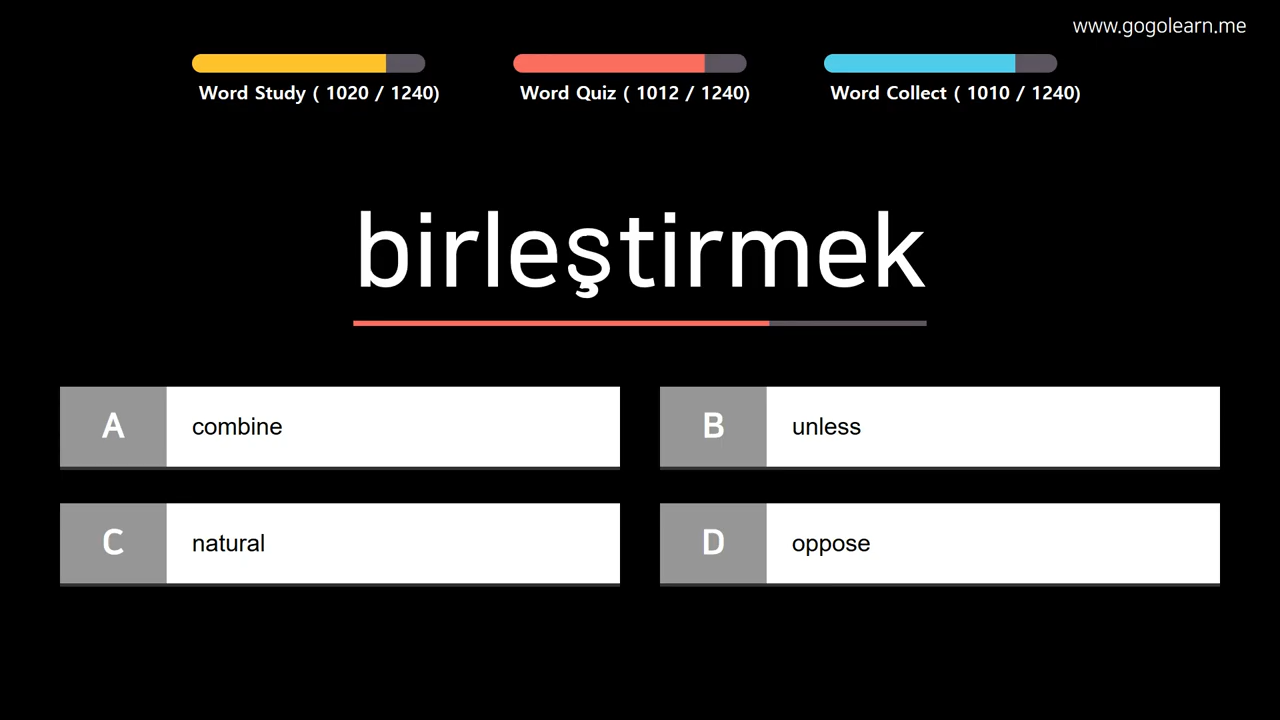 www.gogolearn.me
Word Study ( 1020 / 1240)
Word Quiz ( 1012 / 1240)
Word Collect ( 1010 / 1240)
birleştirmek
A combine
B unless
C natural
D oppose